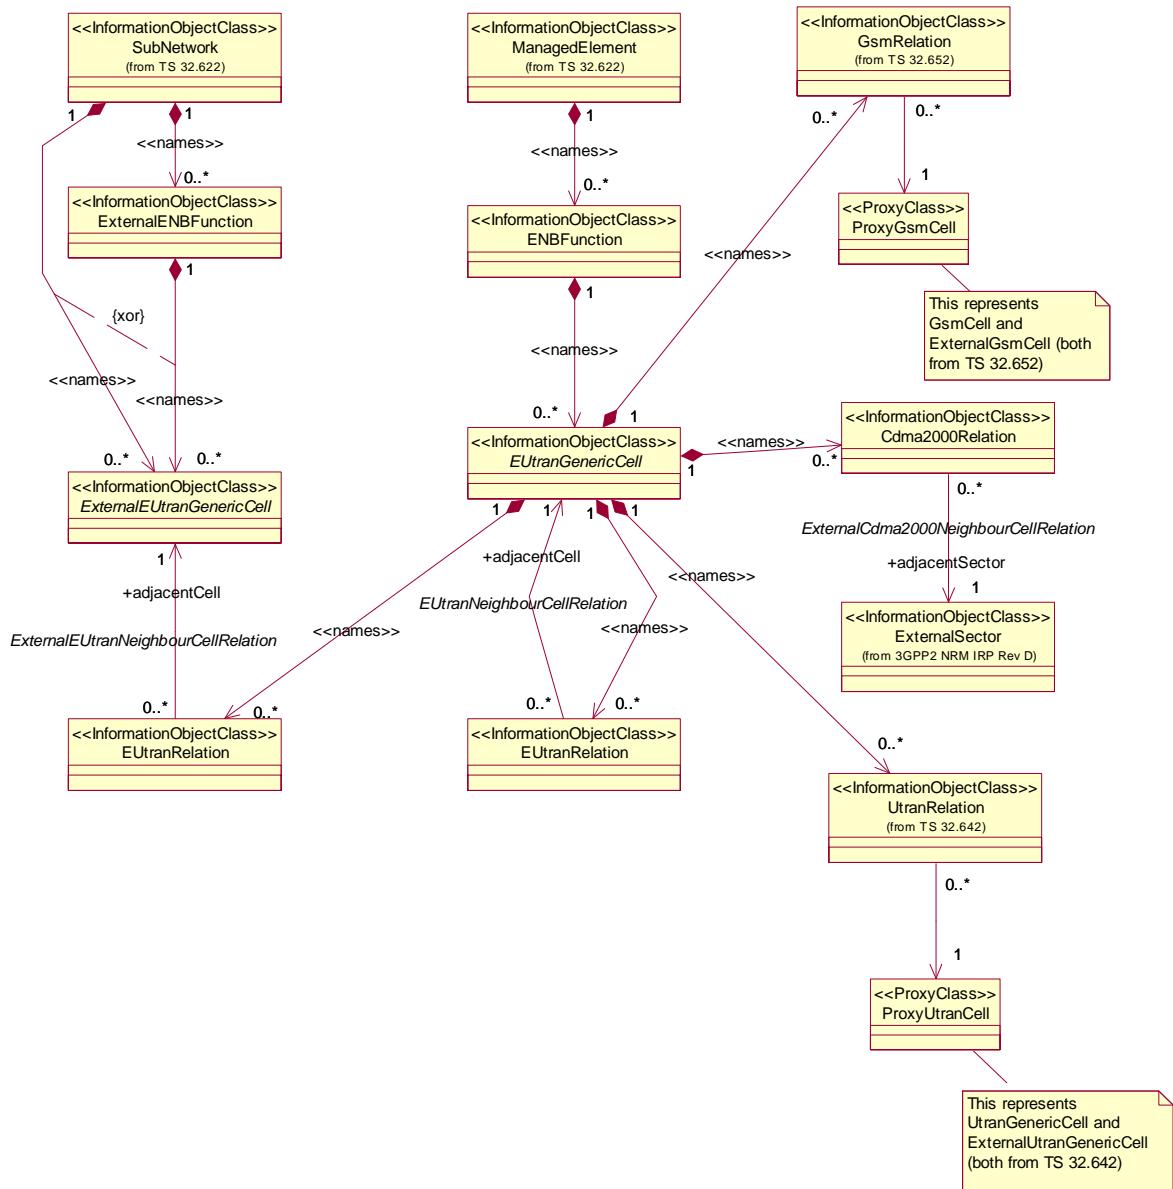 <<InformationObjectClass>>
SubNetwork
(from TS 32.622)
<<InformationObjectClass>>
ManagedElement
(from TS 32.622)
<<InformationObjectClass>>
GsmRelation
(from TS 32.652)
1
1
<<names>>
0..*
1
<<names>>
0..*
0..*
0..*
1
<<InformationObjectClass>>
ExternalENBFunction
1
<<InformationObjectClass>>
ENBFunction
1
<<ProxyClass>>
ProxyGsmCell
<<names>>
This represents
GsmCell and
ExternalGsmCell (both
from TS 32.652)
{xor}
<<names>>
<<names>>
<<names>>
0..*
0..*
0..*
1
<<InformationObjectClass>>
ExternalEUtranGenericCell
<<InformationObjectClass>>
EUtranGenericCell
1
<<names>>
0..*
<<InformationObjectClass>>
Cdma2000Relation
0..*
ExternalCdma2000NeighbourCellRelation
+adjacentSector
1
<<InformationObjectClass>>
ExternalSector
(from 3GPP2 NRM IRP Rev D)
1
+adjacentCell
ExternalEUtranNeighbourCellRelation
0..*
1
<<names>>
0..*
1
+adjacentCell
EUtranNeighbourCellRelation
0..*
1
<<names>>
0..*
1
<<names>>
0..*
<<InformationObjectClass>>
EUtranRelation
<<InformationObjectClass>>
EUtranRelation
<<InformationObjectClass>>
UtranRelation
(from TS 32.642)
0..*
1
<<ProxyClass>>
ProxyUtranCell
This represents
UtranGenericCell and
ExternalUtranGenericCell
(both from TS 32.642)